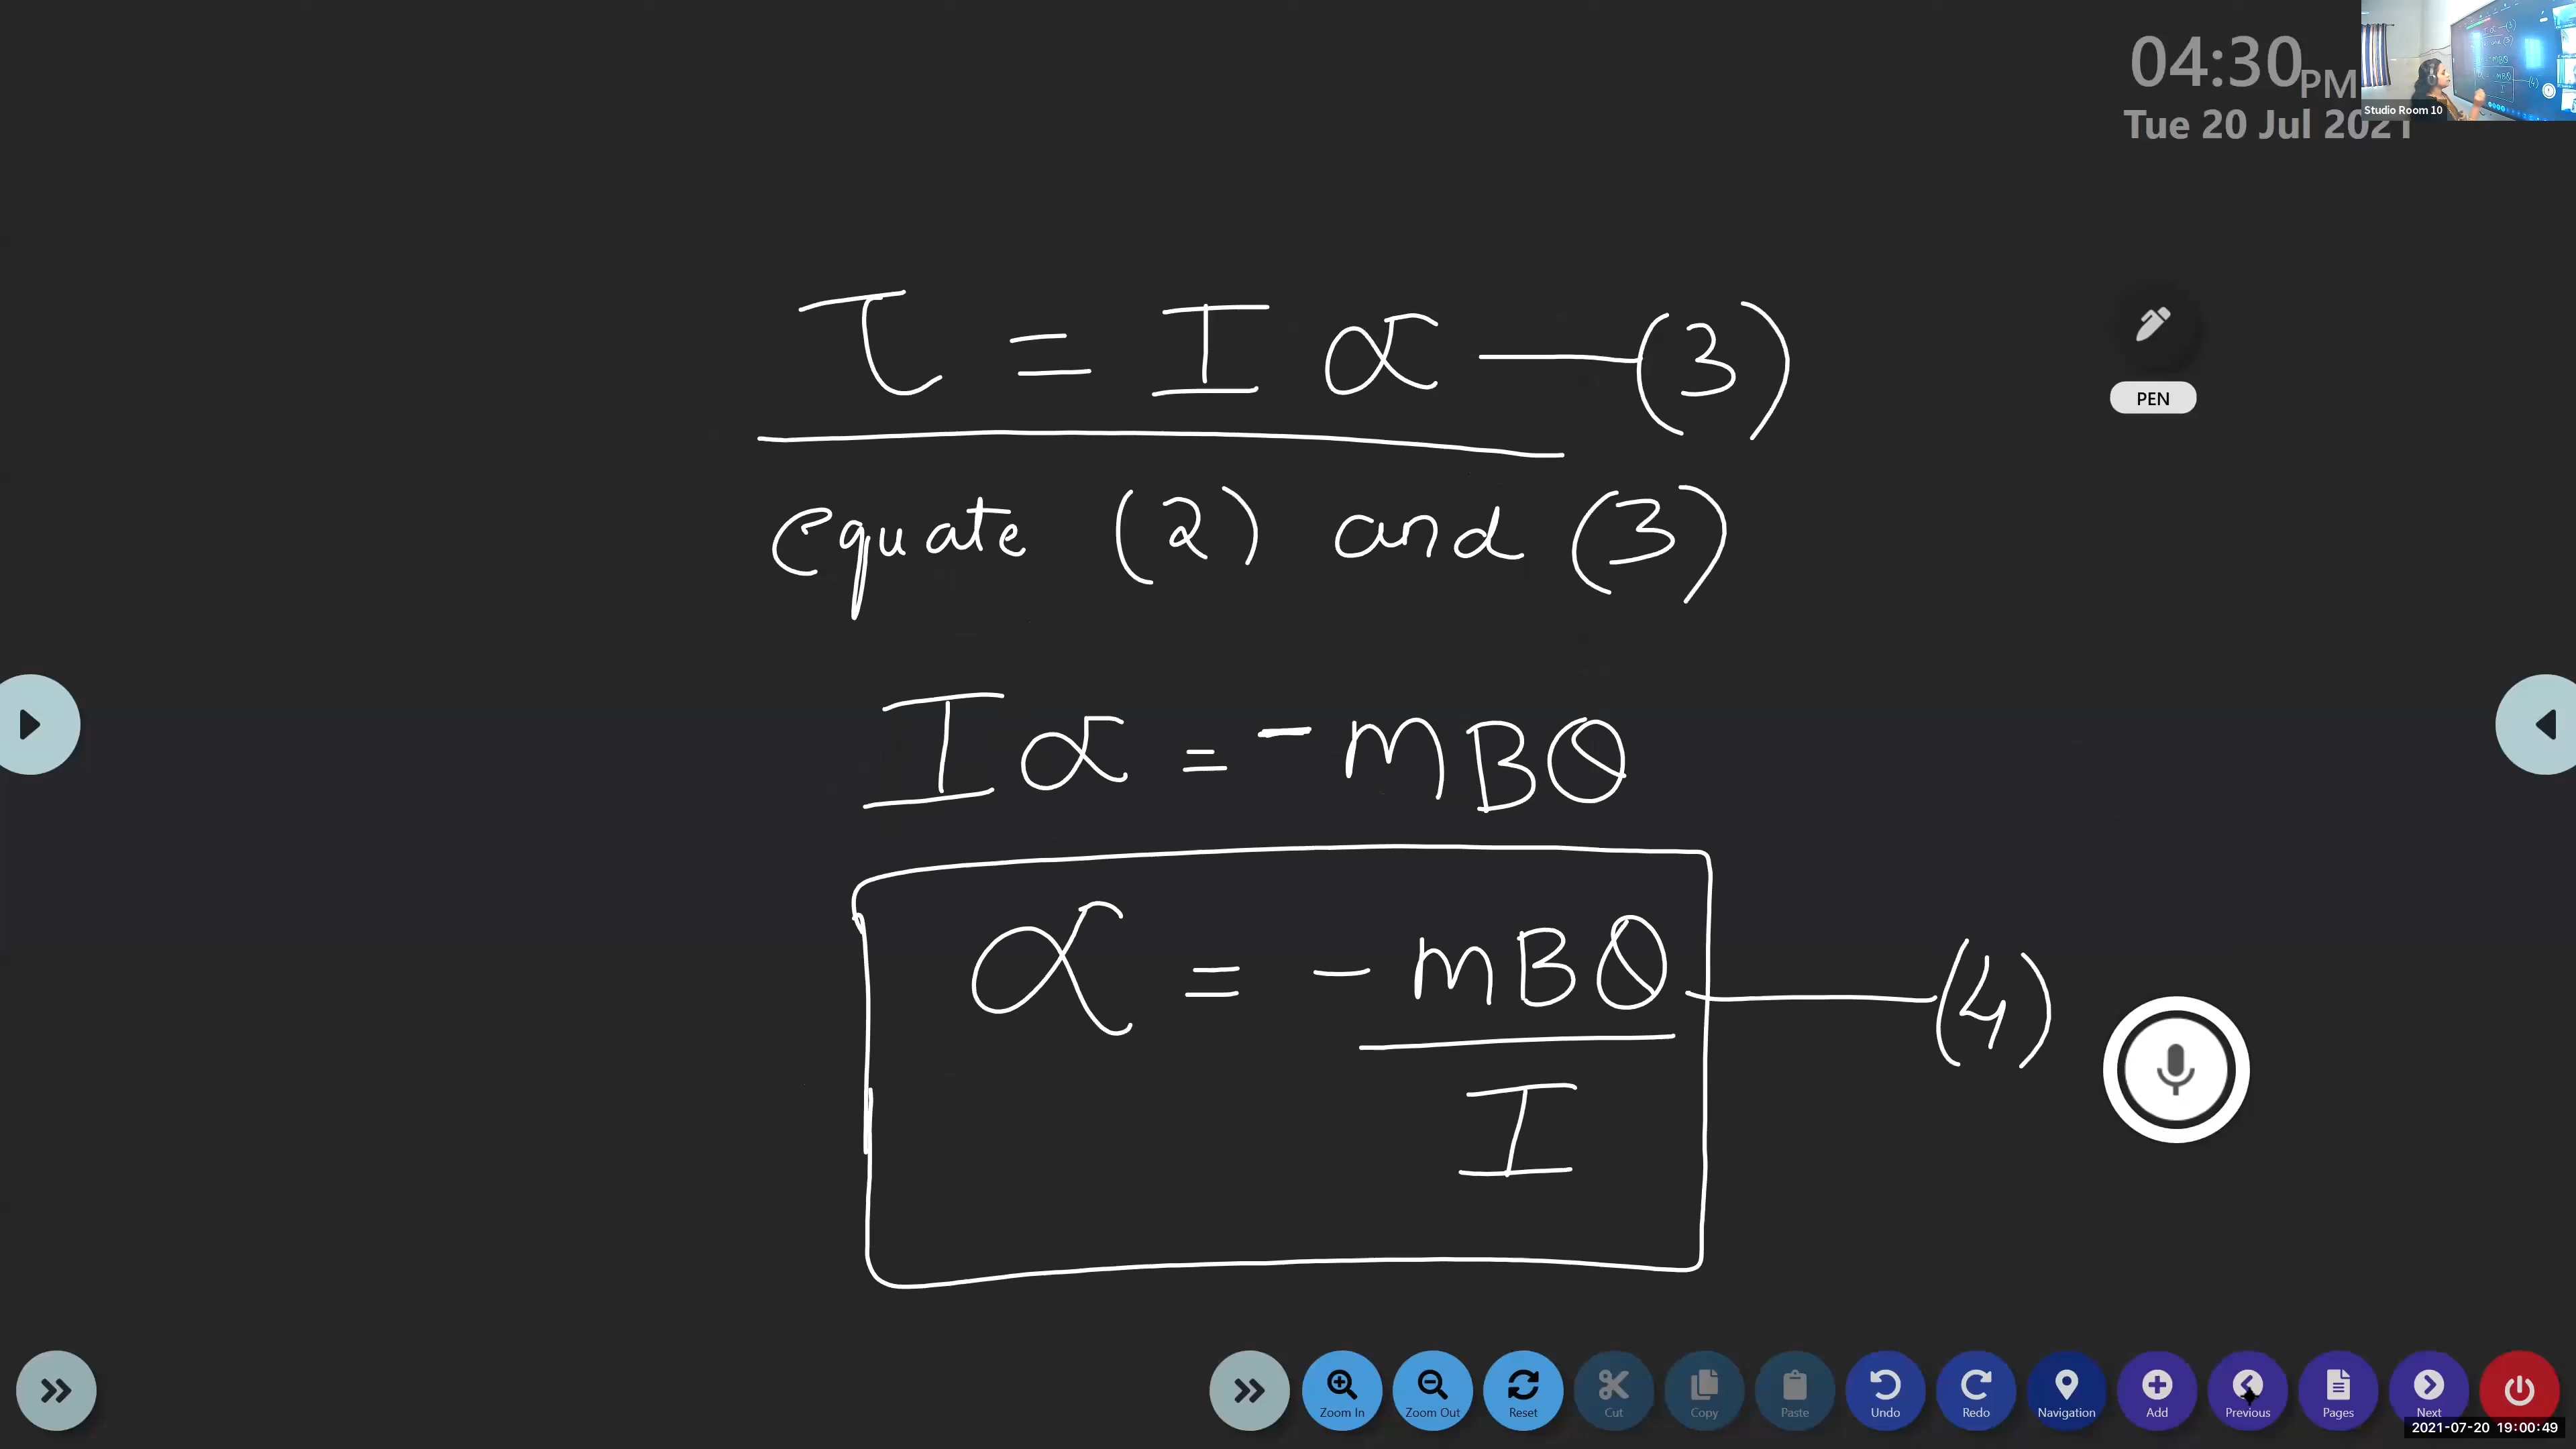 04:30 PM
Studio Room 10
Tue 20 Jul 2021
τ = I α — (3)
PEN
equate (2) and (3)
Iα = - mBθ
α = - mBθ / I — (4)
Zoom In Zoom Out Reset Cut Copy Paste Undo Redo Navigation Add Previous Pages Next
2021-07-20 19:00:49